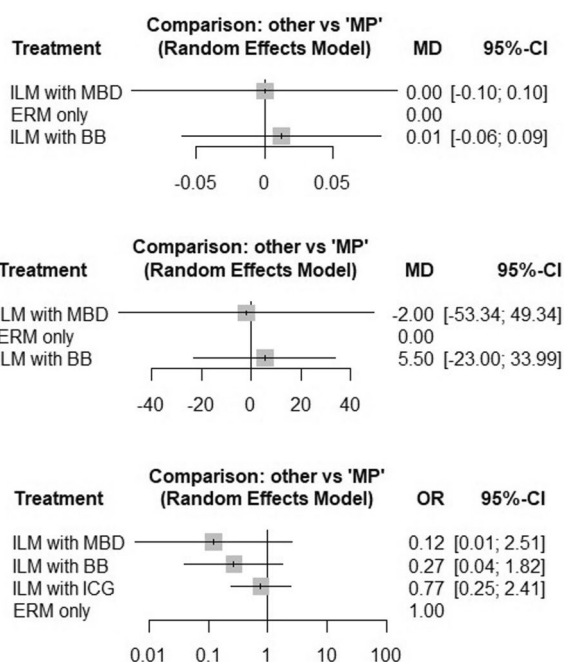 Comparison: other vs 'MP'
Treatment (Random Effects Model) MD 95%-CI
ILM with MBD 0.00 [-0.10; 0.10]
ERM only 0.00
ILM with BB 0.01 [-0.06; 0.09]
-0.05 0 0.05
Comparison: other vs 'MP'
Treatment (Random Effects Model) MD 95%-CI
LM with MBD -2.00 [-53.34; 49.34]
ERM only 0.00
LM with BB 5.50 [-23.00; 33.99]
-40 -20 0 20 40
Comparison: other vs 'MP'
Treatment (Random Effects Model) OR 95%-CI
ILM with MBD 0.12 [0.01; 2.51]
ILM with BB 0.27 [0.04; 1.82]
ILM with ICG 0.77 [0.25; 2.41]
ERM only 1.00
0.01 0.1 1 10 100